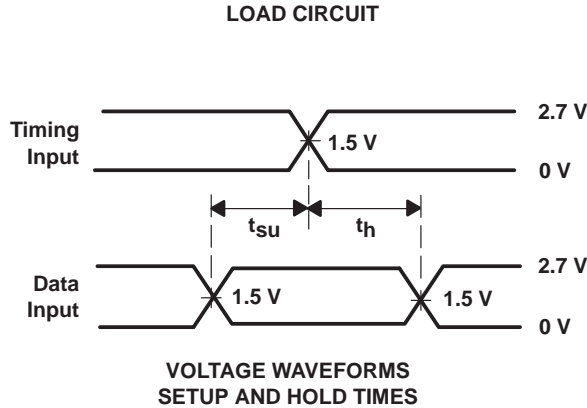 LOAD CIRCUIT
2.7 V
Timing
Input
1.5 V
0 V
tsu
th
2.7 V
Data
Input
1.5 V
1.5 V
0 V
VOLTAGE WAVEFORMS
SETUP AND HOLD TIMES